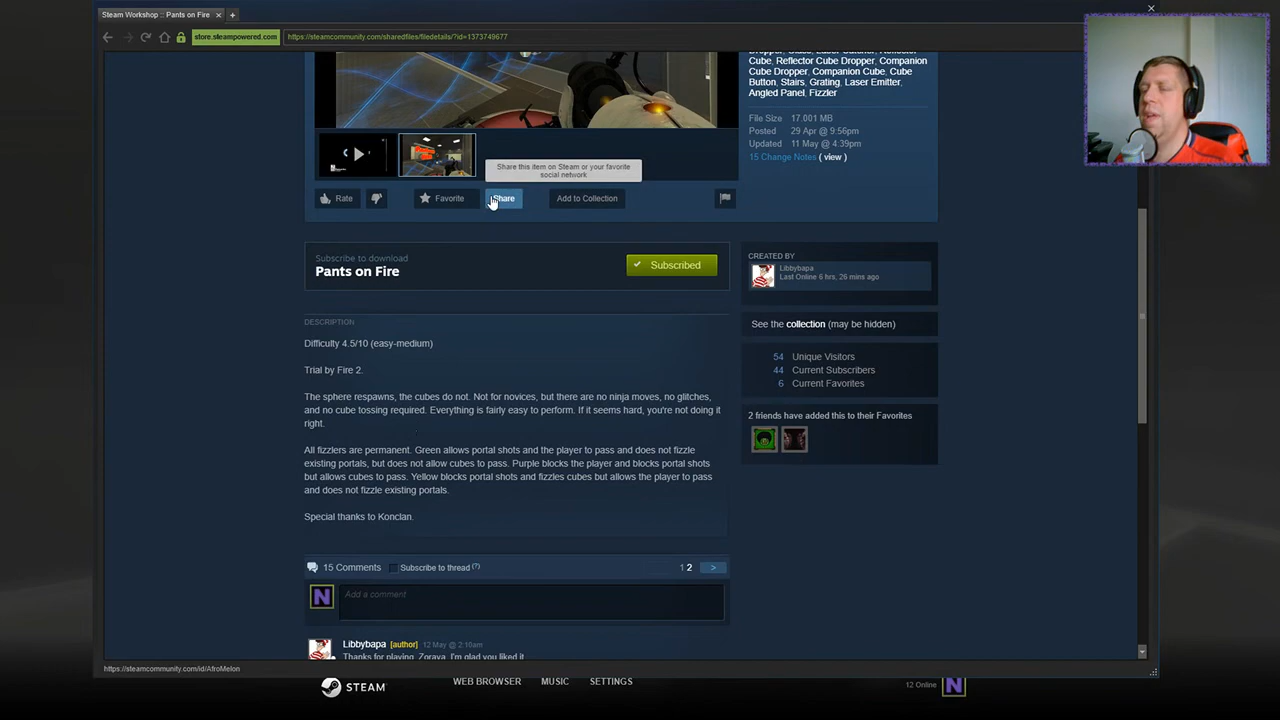 Steam Workshop :: Pants on Fire × +
store.steampowered.com https://steamcommunity.com/sharedfiles/filedetails/?id=1373749677
Cube, Reflector Cube Dropper, Companion
Cube Dropper, Companion Cube, Cube
Button, Stairs, Grating, Laser Emitter,
Angled Panel, Fizzler
File Size 17.001 MB
Posted 29 Apr @ 9:56pm
Updated 11 May @ 4:39pm
15 Change Notes ( view )
Share this item on Steam or your favorite
social network
Rate Favorite Share Add to Collection
Subscribe to download
Pants on Fire
Subscribed
CREATED BY
Libbybapa
Last Online 6 hrs, 26 mins ago
DESCRIPTION
See the collection (may be hidden)
Difficulty 4.5/10 (easy-medium)
54 Unique Visitors
44 Current Subscribers
6 Current Favorites
Trial by Fire 2.
The sphere respawns, the cubes do not. Not for novices, but there are no ninja moves, no glitches,
and no cube tossing required. Everything is fairly easy to perform. If it seems hard, you're not doing it
right.
2 friends have added this to their Favorites
All fizzlers are permanent. Green allows portal shots and the player to pass and does not fizzle
existing portals, but does not allow cubes to pass. Purple blocks the player and blocks portal shots
but allows cubes to pass. Yellow blocks portal shots and fizzles cubes but allows the player to pass
and does not fizzle existing portals.
Special thanks to Konclan.
15 Comments Subscribe to thread (?) 1 2 >
N Add a comment
Libbybapa [author] 12 May @ 2:10am
Thanks for playing, Zoraya. I'm glad you liked it
https://steamcommunity.com/id/AfroMelon
STEAM WEB BROWSER MUSIC SETTINGS 12 Online N